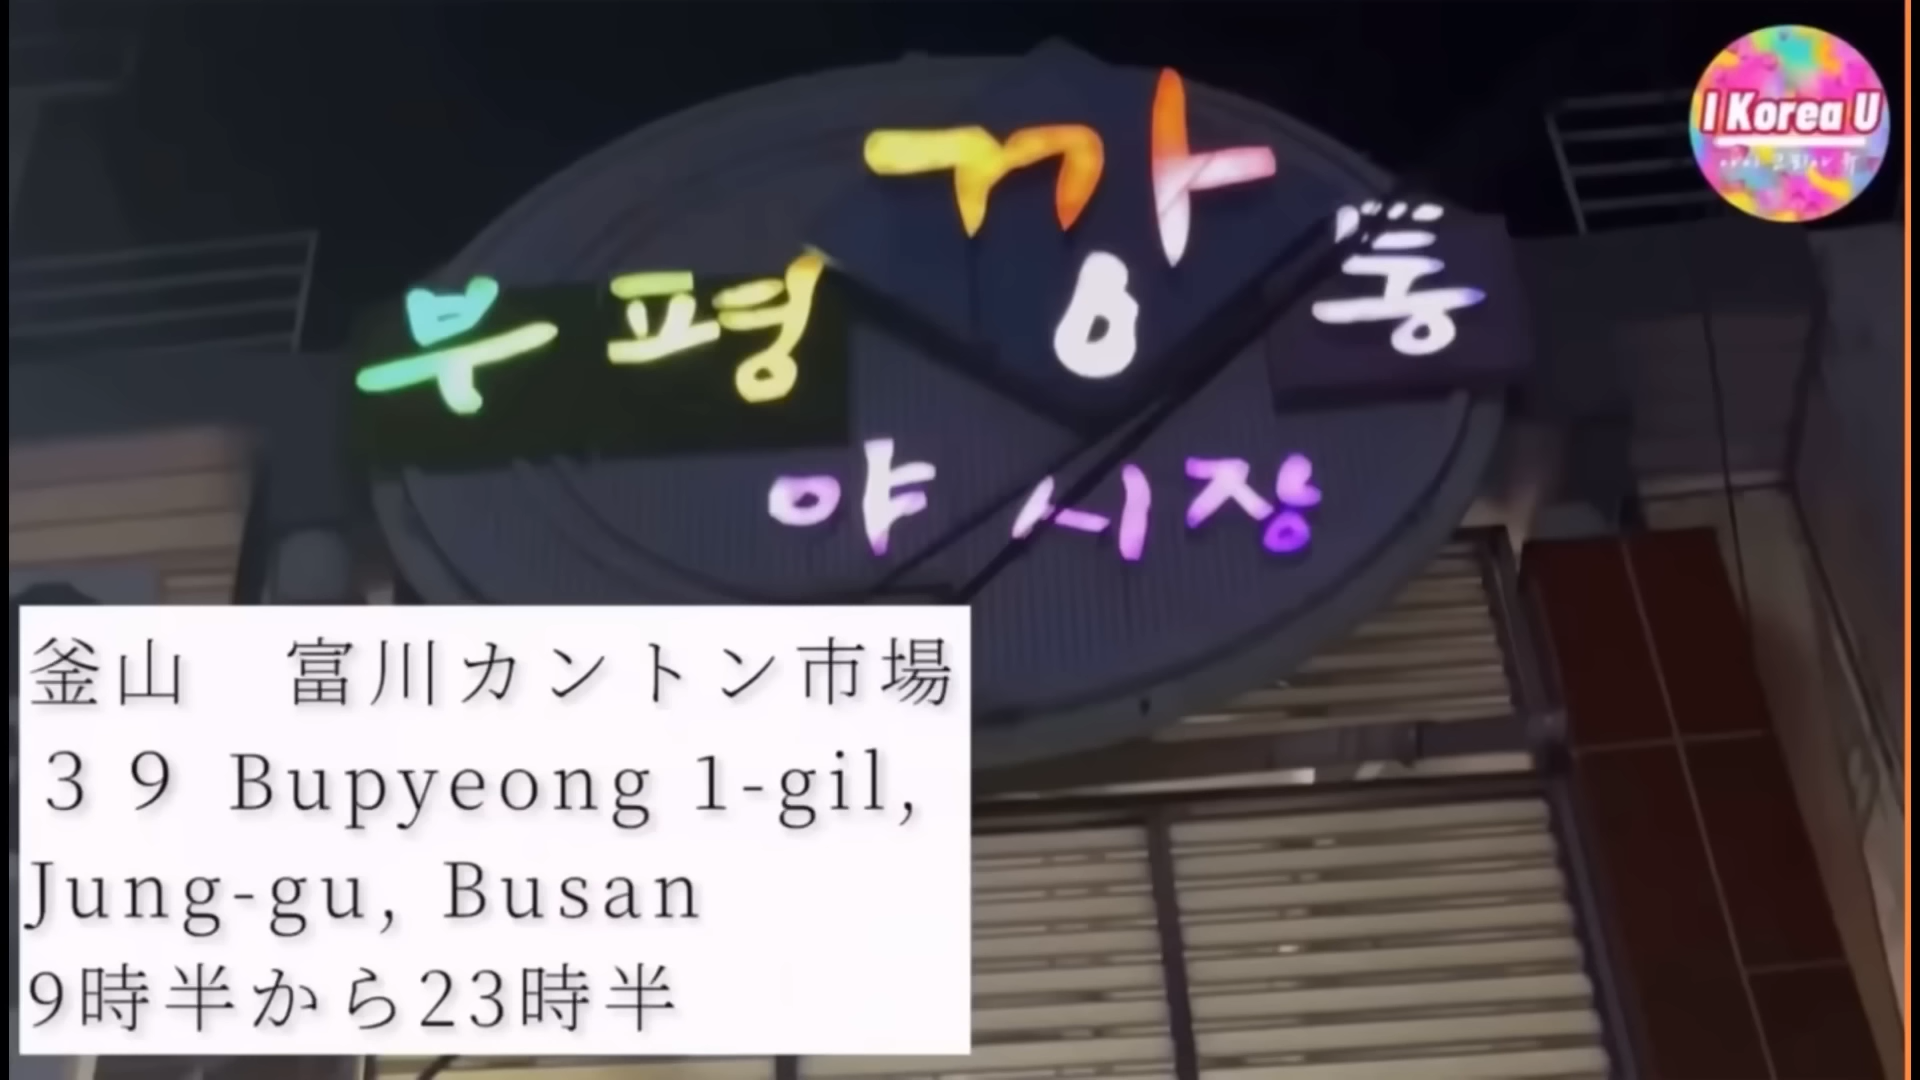 I Korea U
부평 깡통
야시장
釜山　富川カントン市場
３９ Bupyeong 1-gil,
Jung-gu, Busan
9時半から23時半